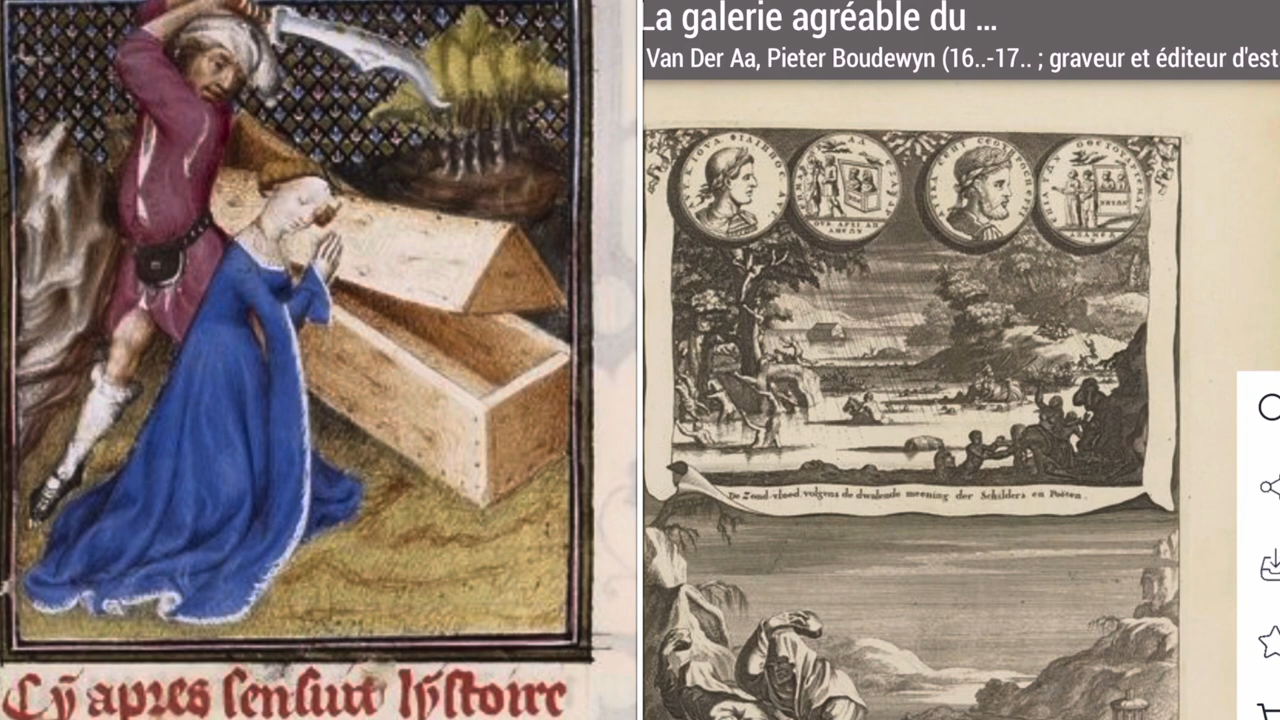 Cy apres sensuit lystoire
La galerie agréable du ...
Van Der Aa, Pieter Boudewyn (16..-17.. ; graveur et éditeur d'est
De Zond-vloed, volgens de dwalende meening der Schilders en Poëten.